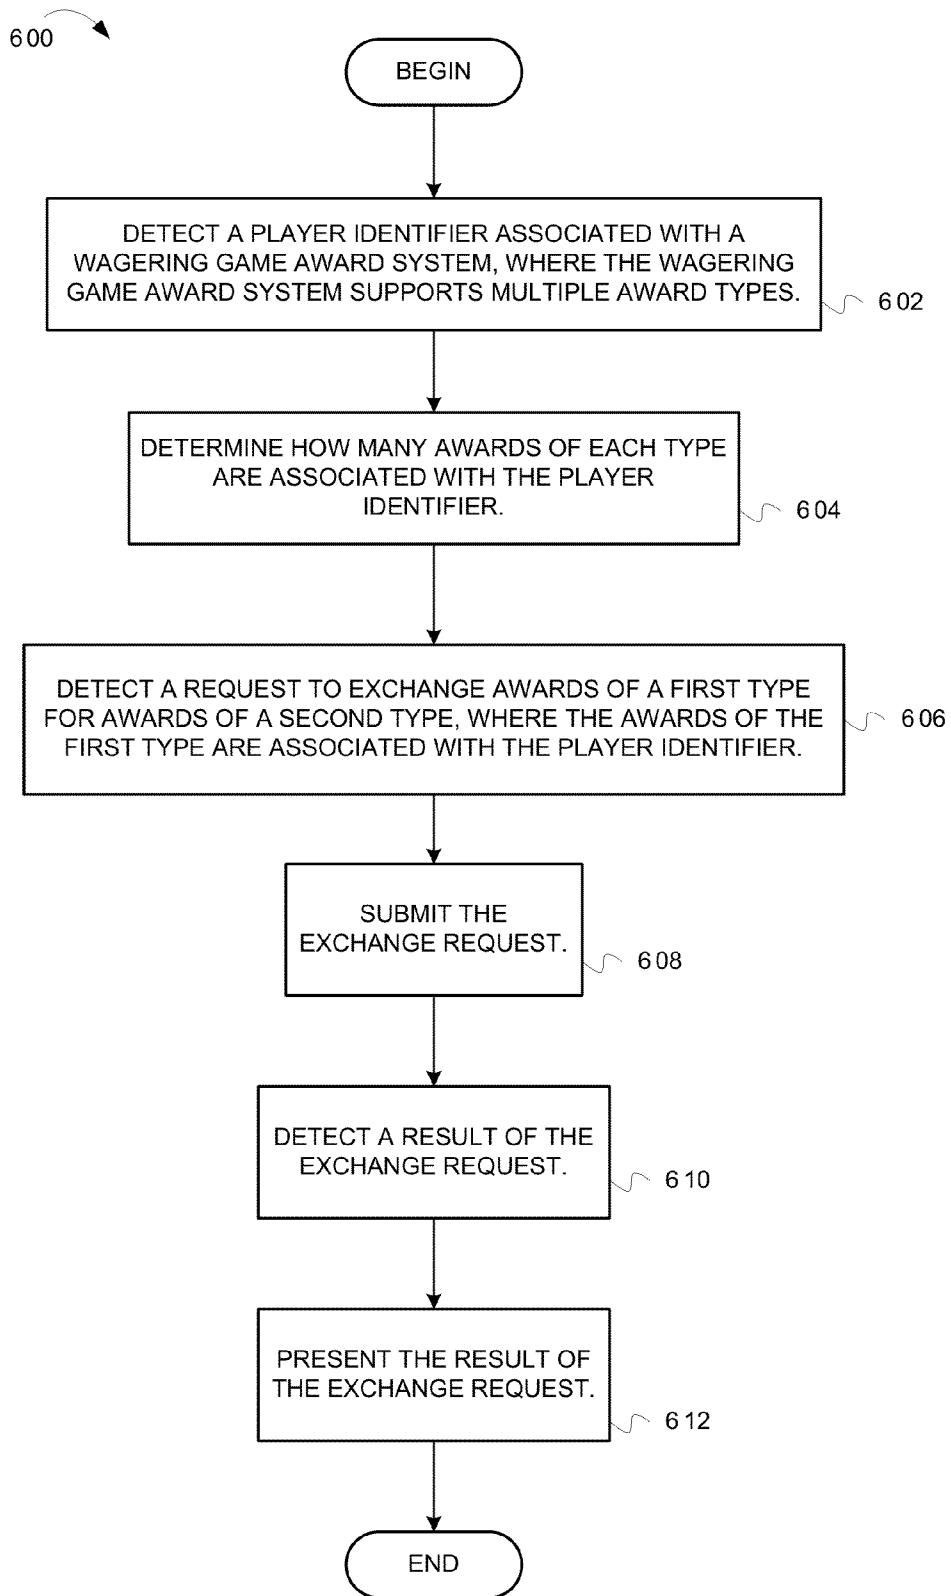 600
BEGIN
DETECT A PLAYER IDENTIFIER ASSOCIATED WITH A
WAGERING GAME AWARD SYSTEM, WHERE THE WAGERING
GAME AWARD SYSTEM SUPPORTS MULTIPLE AWARD TYPES.
602
DETERMINE HOW MANY AWARDS OF EACH TYPE
ARE ASSOCIATED WITH THE PLAYER
IDENTIFIER.
604
DETECT A REQUEST TO EXCHANGE AWARDS OF A FIRST TYPE
FOR AWARDS OF A SECOND TYPE, WHERE THE AWARDS OF THE
FIRST TYPE ARE ASSOCIATED WITH THE PLAYER IDENTIFIER.
606
SUBMIT THE
EXCHANGE REQUEST.
608
DETECT A RESULT OF THE
EXCHANGE REQUEST.
610
PRESENT THE RESULT OF
THE EXCHANGE REQUEST.
612
END